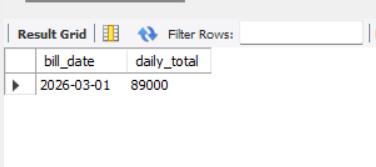 Result Grid Filter Rows:
bill_date daily_total
2026-03-01 89000